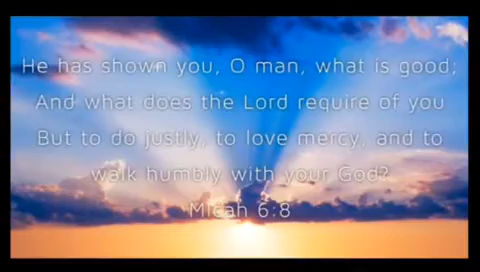 He has shown you, O man, what is good;
And what does the Lord require of you
But to do justly, to love mercy, and to
walk humbly with your God?
Micah 6:8